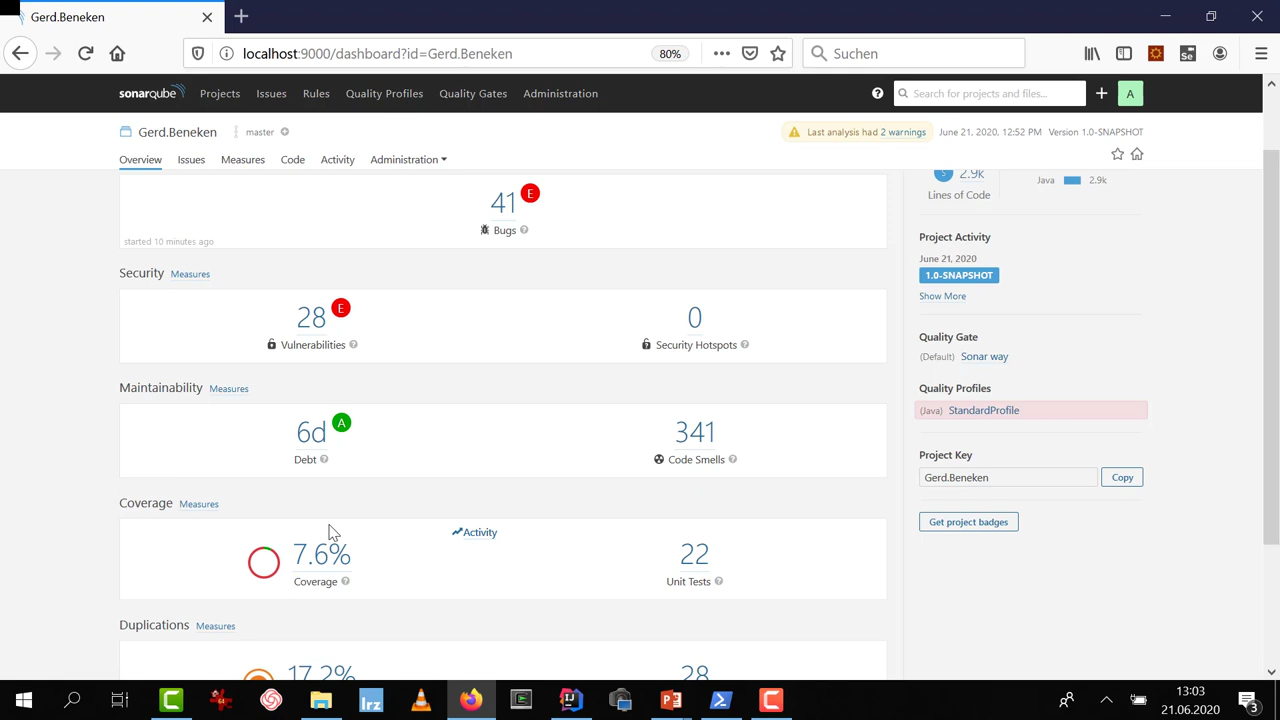 Gerd.Beneken
localhost:9000/dashboard?id=Gerd.Beneken
80%
Suchen
sonarqube
Projects
Issues
Rules
Quality Profiles
Quality Gates
Administration
Search for projects and files...
A
Gerd.Beneken
master
Last analysis had 2 warnings
June 21, 2020, 12:52 PM Version 1.0-SNAPSHOT
Overview
Issues
Measures
Code
Activity
Administration
41 E
Bugs
started 10 minutes ago
S 2.9k
Lines of Code
Java 2.9k
Project Activity
June 21, 2020
1.0-SNAPSHOT
Show More
Security Measures
28 E
Vulnerabilities
0
Security Hotspots
Quality Gate
(Default) Sonar way
Quality Profiles
(Java) StandardProfile
Maintainability Measures
6d A
Debt
341
Code Smells
Project Key
Gerd.Beneken
Copy
Get project badges
Coverage Measures
Activity
7.6%
Coverage
22
Unit Tests
Duplications Measures
17.2%
28
lrz
13:03
21.06.2020
3